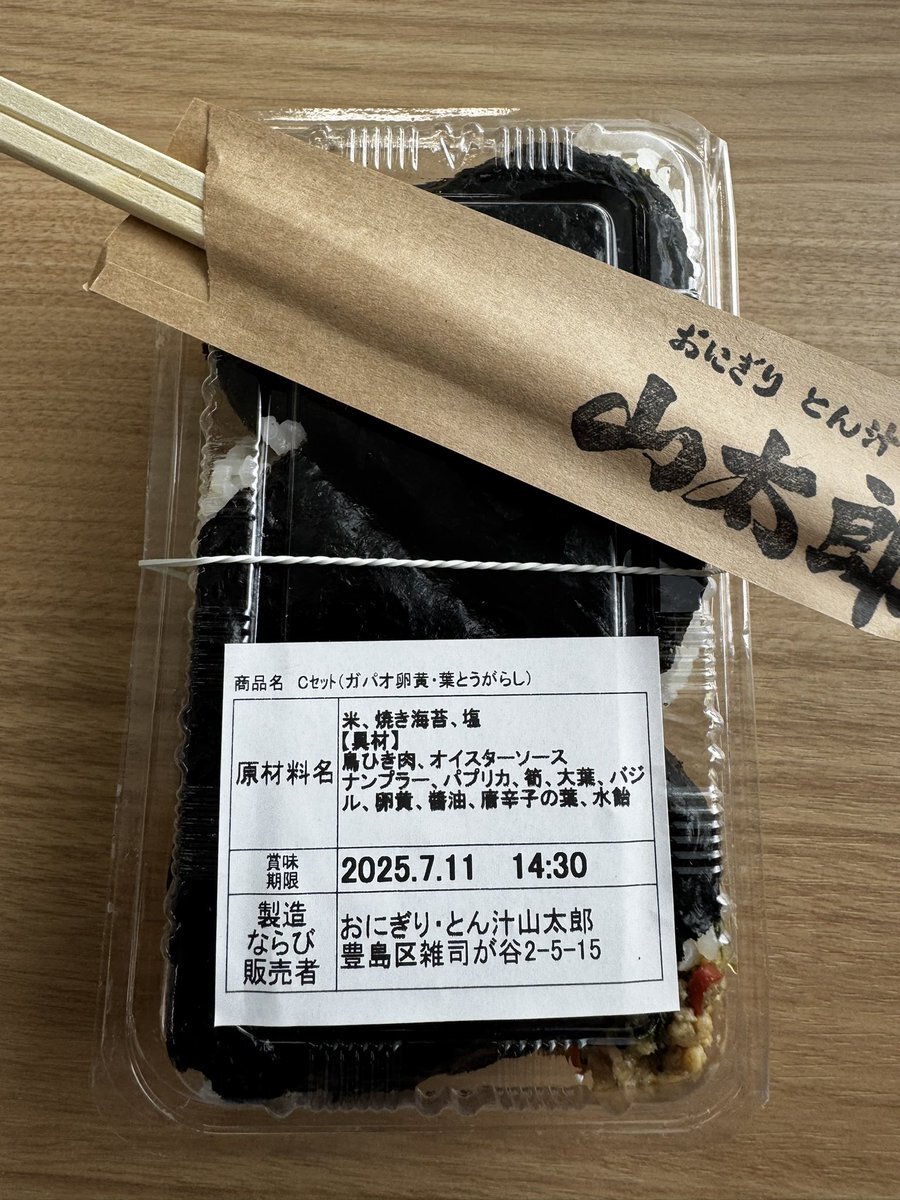 おにぎり とん汁
山太郎
商品名 Cセット(ガパオ卵黄・葉とうがらし)
原材料名
米、焼き海苔、塩
【具材】
鳥ひき肉、オイスターソース
ナンプラー、パプリカ、筍、大葉、バジ
ル、卵黄、醬油、唐辛子の葉、水飴
賞味
期限
2025.7.11 14:30
製造
ならび
販売者
おにぎり・とん汁山太郎
豊島区雑司が谷2-5-15